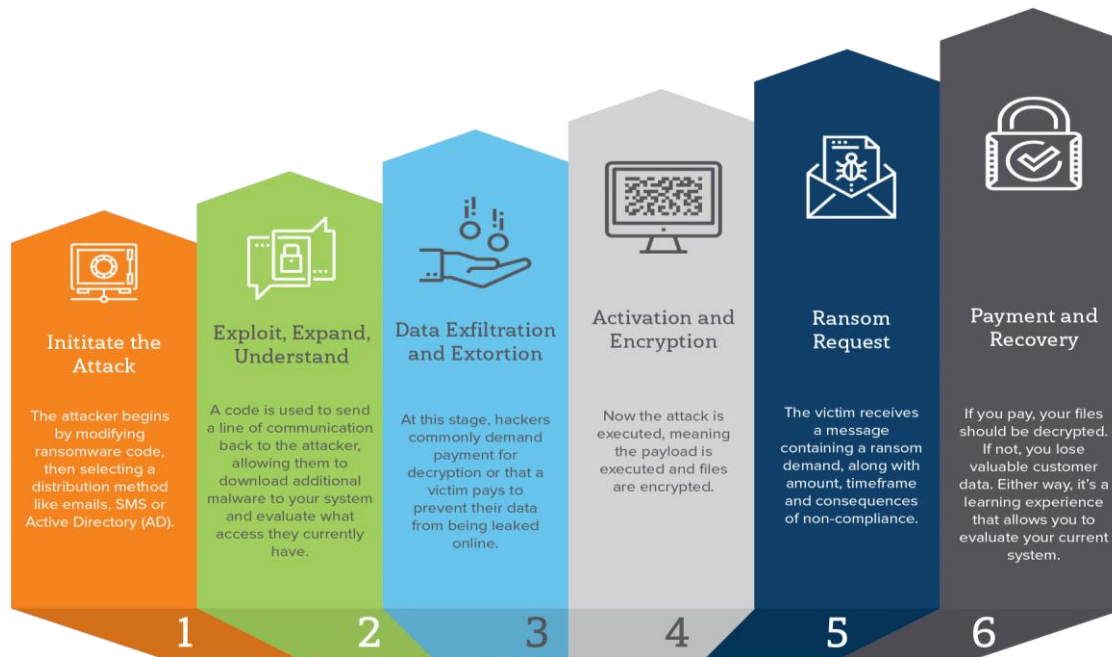 Inititate the
Attack
The attacker begins
by modifying
ransomware code,
then selecting a
distribution method
like emails, SMS or
Active Directory (AD).
1
Exploit, Expand,
Understand
A code is used to send
a line of communication
back to the attacker,
allowing them to
download additional
malware to your system
and evaluate what
access they currently
have.
2
Data Exfiltration
and Extortion
At this stage, hackers
commonly demand
payment for
decryption or that a
victim pays to
prevent their data
from being leaked
online.
3
Activation and
Encryption
Now the attack is
executed, meaning
the payload is
executed and files
are encrypted.
4
Ransom
Request
The victim receives
a message
containing a ransom
demand, along with
amount, timeframe
and consequences
of non-compliance.
5
Payment and
Recovery
If you pay, your files
should be decrypted.
If not, you lose
valuable customer
data. Either way, it's a
learning experience
that allows you to
evaluate your current
system.
6